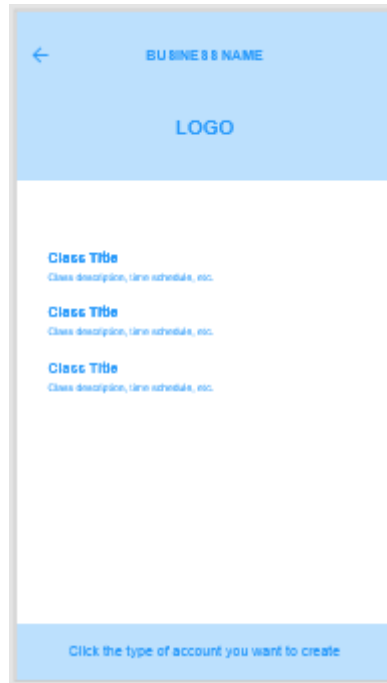 BUSINESS NAME
LOGO
Class Title
Class description, time schedule, etc.
Class Title
Class description, time schedule, etc.
Class Title
Class description, time schedule, etc.
Click the type of account you want to create